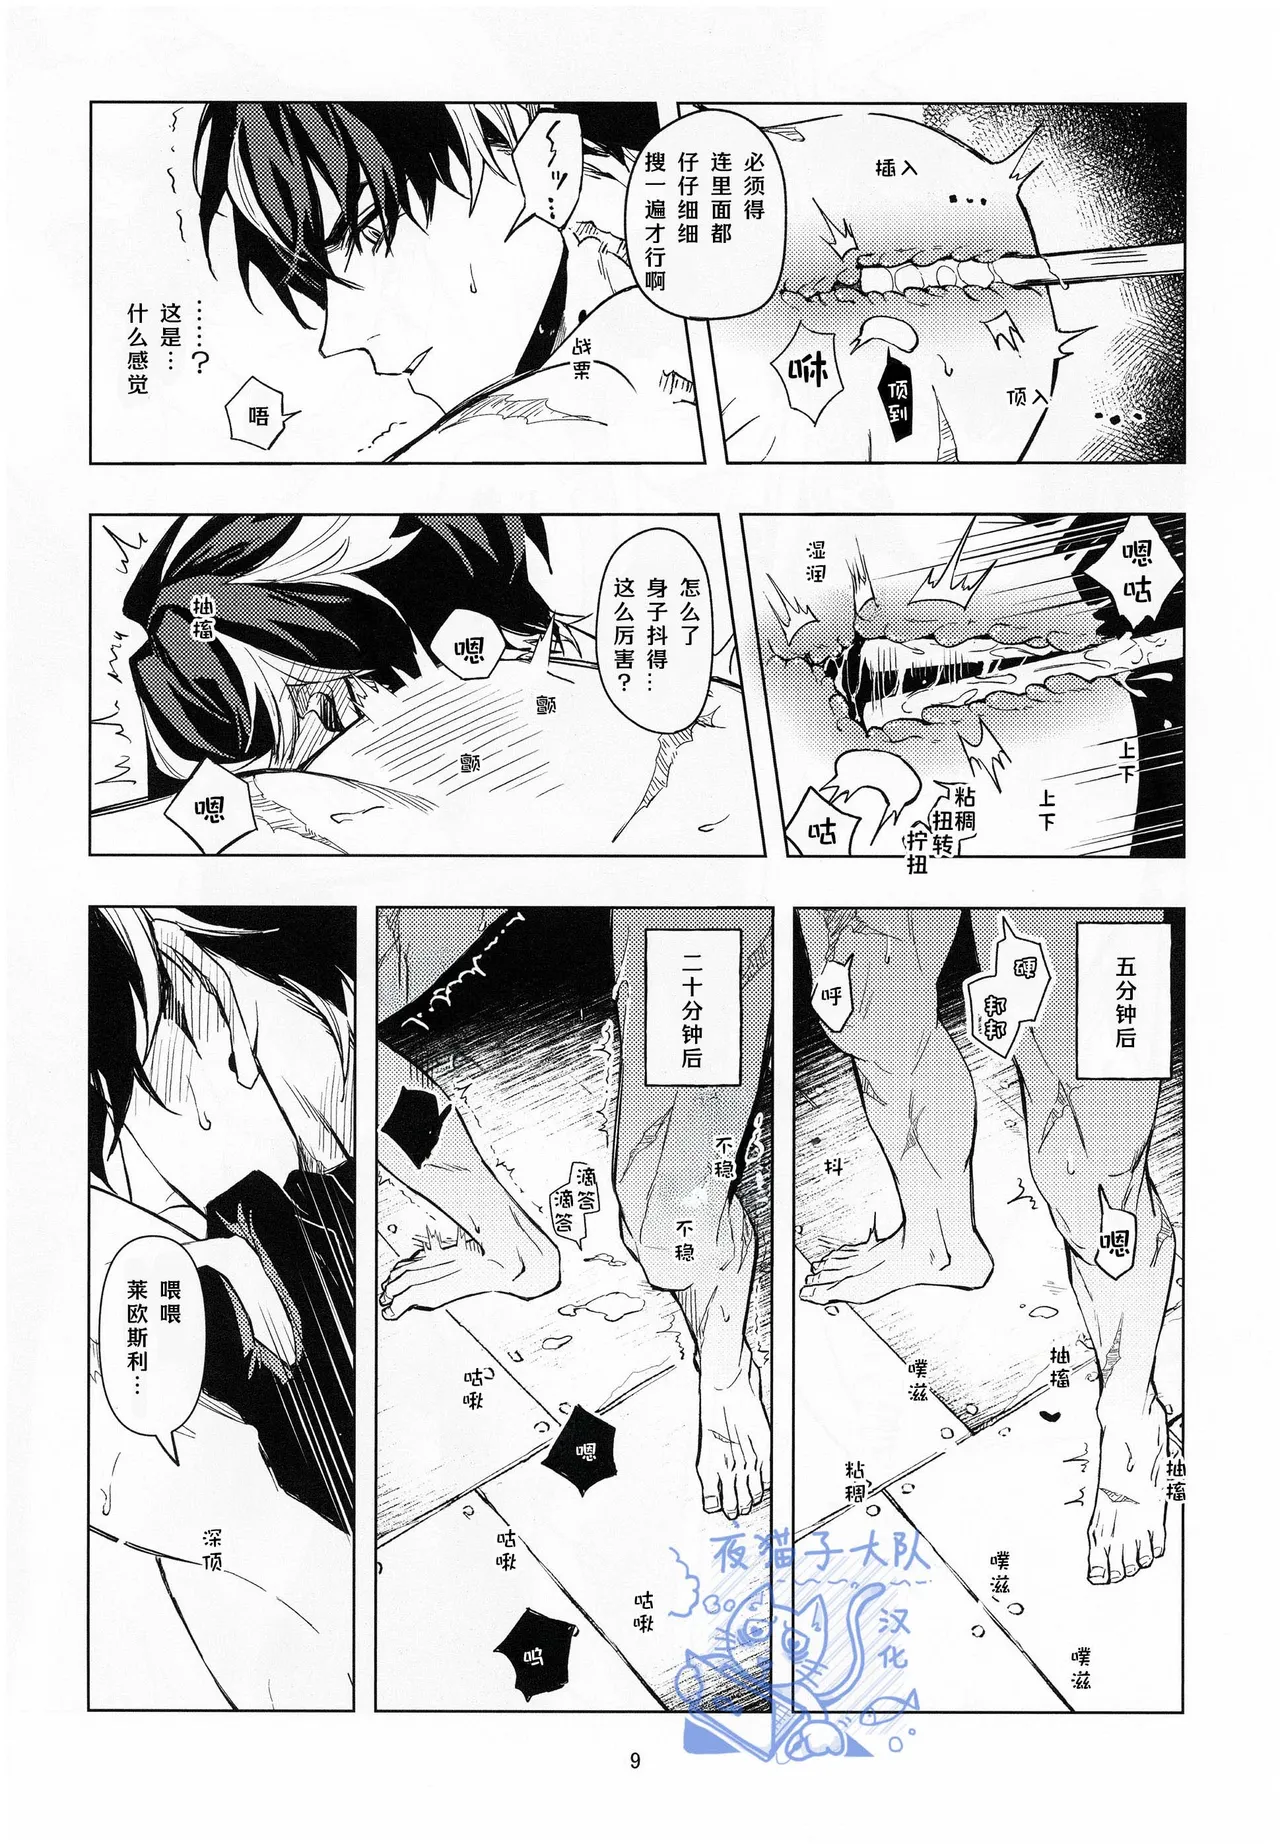 插入
必须得
连里面都
仔仔细细
搜一遍才行啊
咻
顶到
顶入
战栗
……?
这是…
什么感觉
唔
嗯咕
湿润
上下
上下
粘稠
扭转
拧扭
咕
怎么了
身子抖得…
这么厉害?
颤
颤
嗯
抽搐
嗯
五分钟后
硬
邦邦
呼
抖
嗯
抽搐
抽搐
噗滋
粘稠
噗滋
噗滋
二十分钟后
不稳
不稳
滴答
滴答
咕啾
嗯
咕啾
咕啾
呜
喂喂
莱欧斯利…
深顶
夜猫子大队
汉化
9